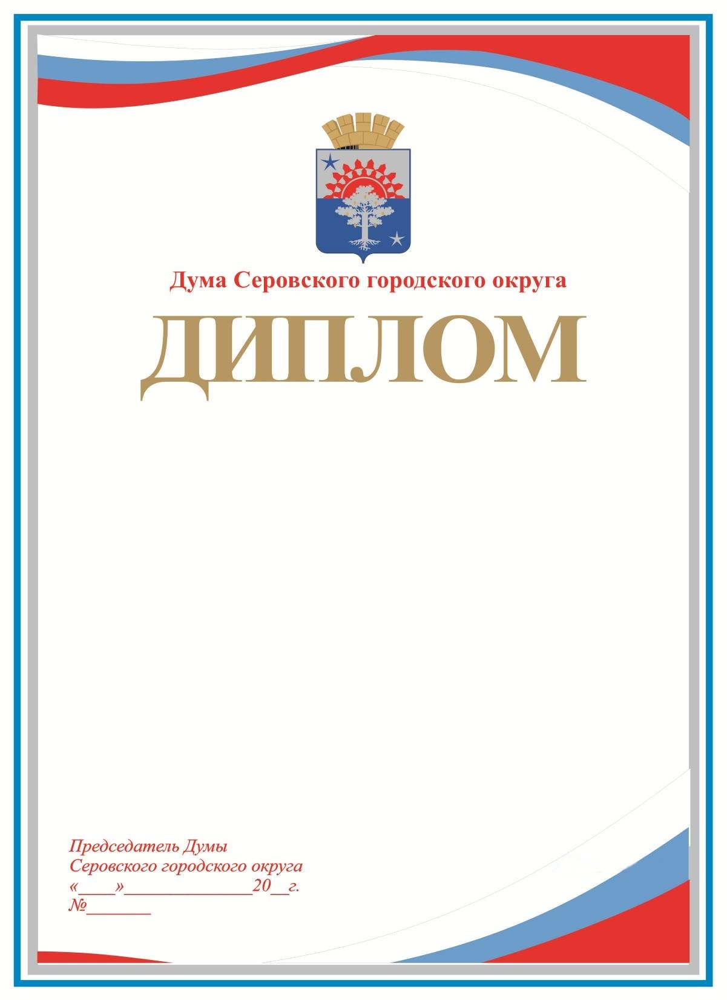 Дума Серовского городского округа
ДИПЛОМ
Председатель Думы
Серовского городского округа
«____»______________20__г.
№_______